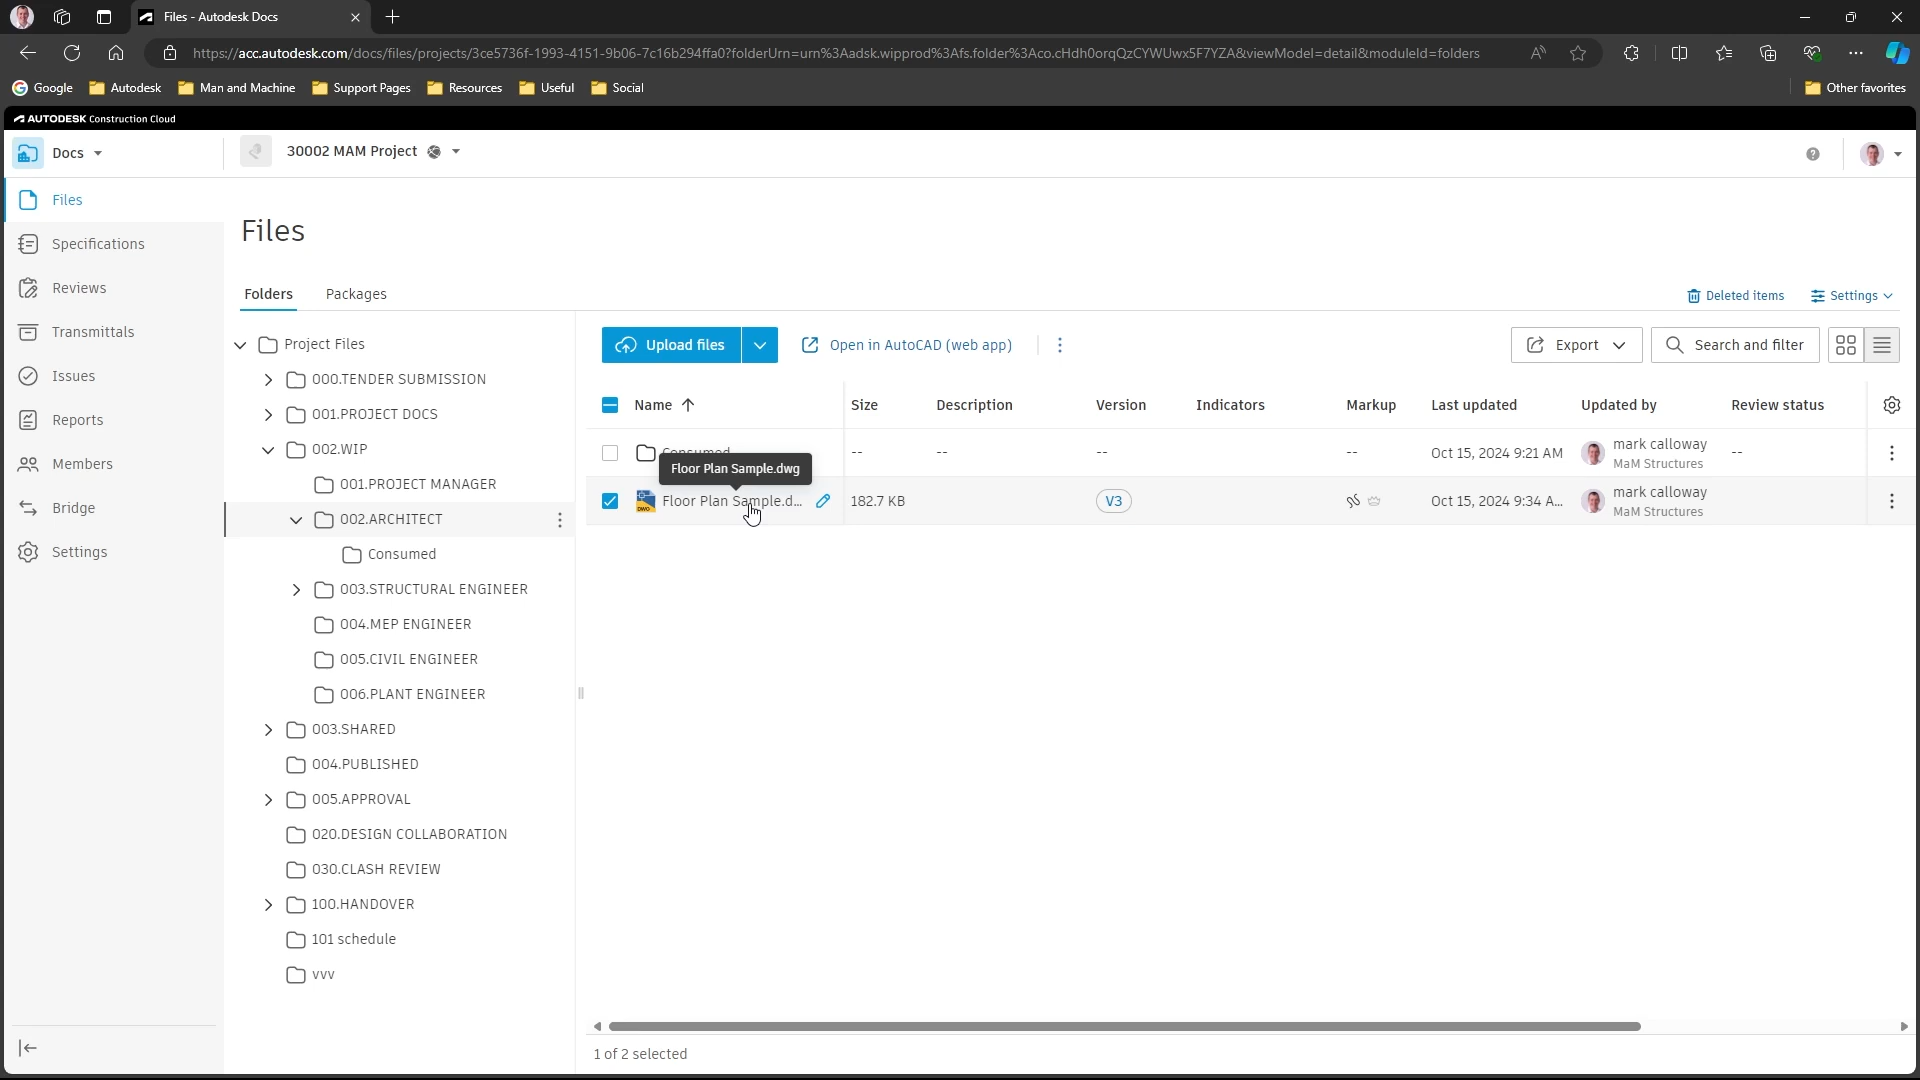 Files - Autodesk Docs
https://acc.autodesk.com/docs/files/projects/3ce5736f-1993-4151-9b06-7c16b294ffa0?folderUrn=urn%3Aadsk.wipprod%3Afs.folder%3Aco.cHdh0orqQzCYWUwx5F7YZA&viewModel=detail&moduleId=folders
Google Autodesk Man and Machine Support Pages Resources Useful Social Other favorites
AUTODESK Construction Cloud
Docs
30002 MAM Project
Files
Specifications
Reviews
Transmittals
Issues
Reports
Members
Bridge
Settings
Files
Folders Packages
Deleted items Settings
Project Files
000.TENDER SUBMISSION
001.PROJECT DOCS
002.WIP
001.PROJECT MANAGER
002.ARCHITECT
Consumed
003.STRUCTURAL ENGINEER
004.MEP ENGINEER
005.CIVIL ENGINEER
006.PLANT ENGINEER
003.SHARED
004.PUBLISHED
005.APPROVAL
020.DESIGN COLLABORATION
030.CLASH REVIEW
100.HANDOVER
101 schedule
vvv
Upload files Open in AutoCAD (web app) Export Search and filter
Name Size Description Version Indicators Markup Last updated Updated by Review status
-- -- -- -- Oct 15, 2024 9:21 AM mark calloway --
MaM Structures
Floor Plan Sample.dwg
Floor Plan Sample.d... 182.7 KB V3 Oct 15, 2024 9:34 A... mark calloway
MaM Structures
1 of 2 selected